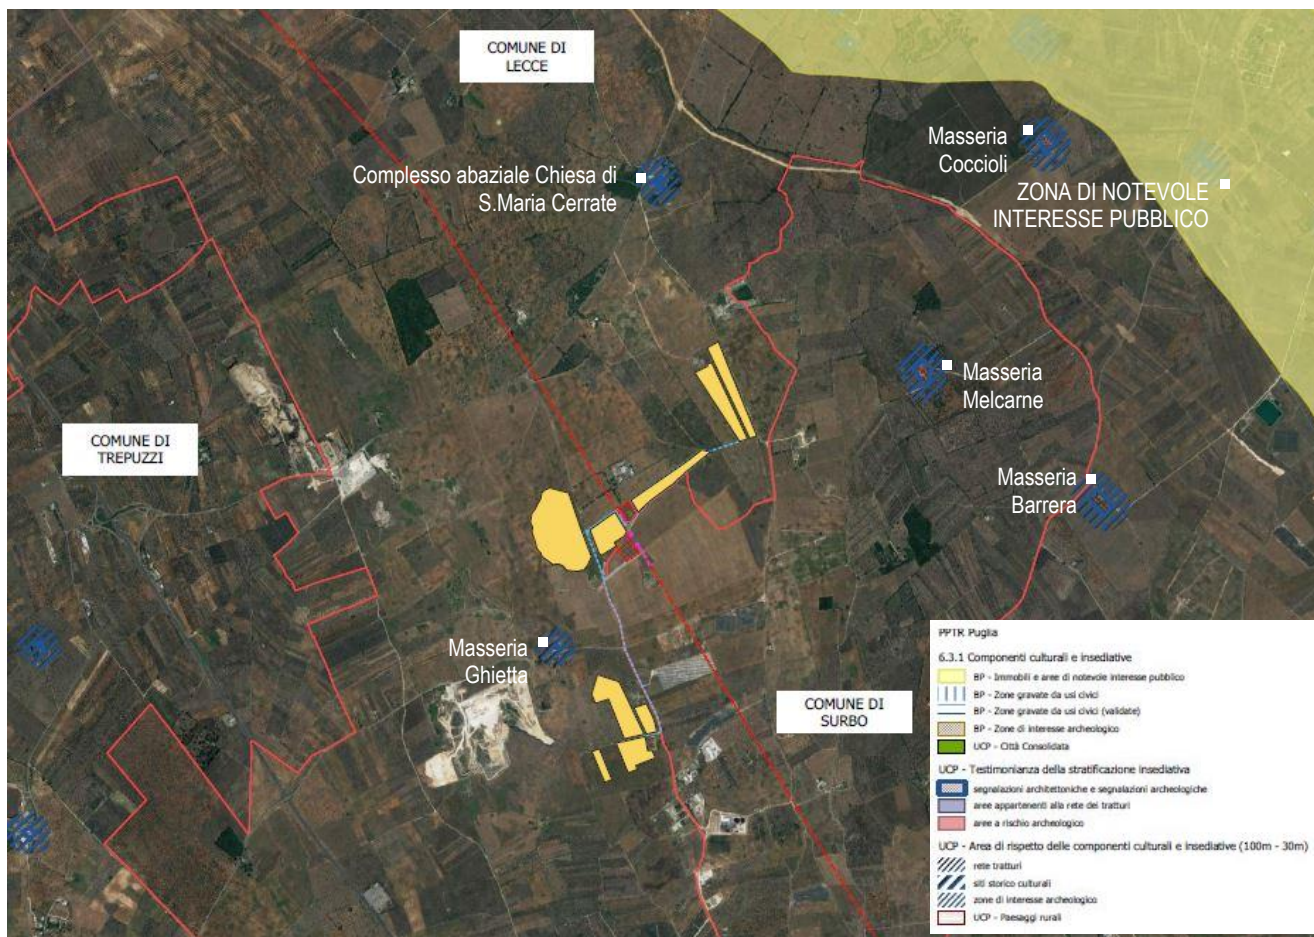 COMUNE DI
LECCE
Masseria
Coccioli
Complesso abaziale Chiesa di
S.Maria Cerrate
ZONA DI NOTEVOLE
INTERESSE PUBBLICO
Masseria
Melcarne
COMUNE DI
TREPUZZI
Masseria
Barrera
Masseria
Ghietta
COMUNE DI
SURBO
PPTR Puglia
6.3.1 Componenti culturali e insediative
BP - Immobili e aree di notevole interesse pubblico
BP - Zone gravate da usi civici
BP - Zone gravate da usi civici (validate)
BP - Zone di interesse archeologico
UCP - Città Consolidata
UCP - Testimonianza della stratificazione insediativa
segnalazioni architettoniche e segnalazioni archeologiche
aree appartenenti alla rete dei tratturi
aree a rischio archeologico
UCP - Area di rispetto delle componenti culturali e insediative (100m - 30m)
rete tratturi
siti storico culturali
zone di interesse archeologico
UCP - Paesaggi rurali